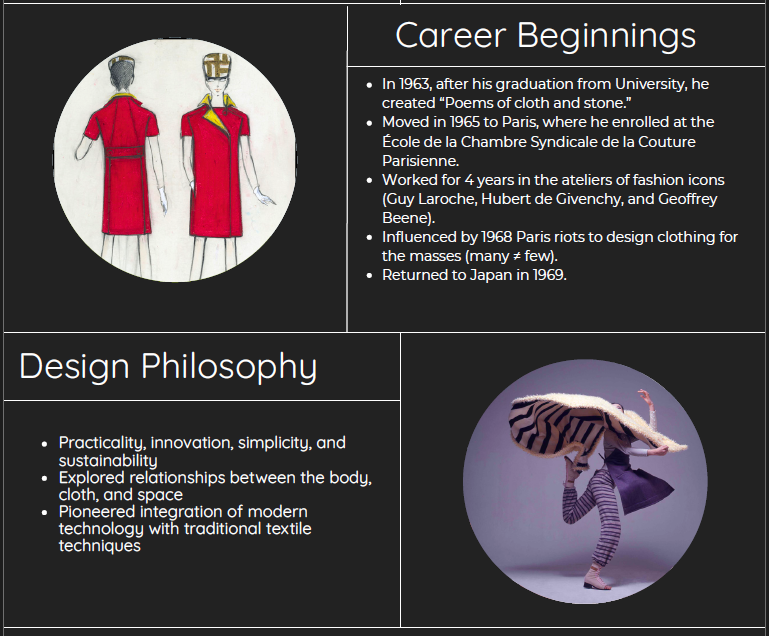 Career Beginnings
• In 1963, after his graduation from University, he
created “Poems of cloth and stone.”
• Moved in 1965 to Paris, where he enrolled at the
École de la Chambre Syndicale de la Couture
Parisienne.
• Worked for 4 years in the ateliers of fashion icons
(Guy Laroche, Hubert de Givenchy, and Geoffrey
Beene).
• Influenced by 1968 Paris riots to design clothing for
the masses (many ≠ few).
• Returned to Japan in 1969.
Design Philosophy
• Practicality, innovation, simplicity, and
sustainability
• Explored relationships between the body,
cloth, and space
• Pioneered integration of modern
technology with traditional textile
techniques